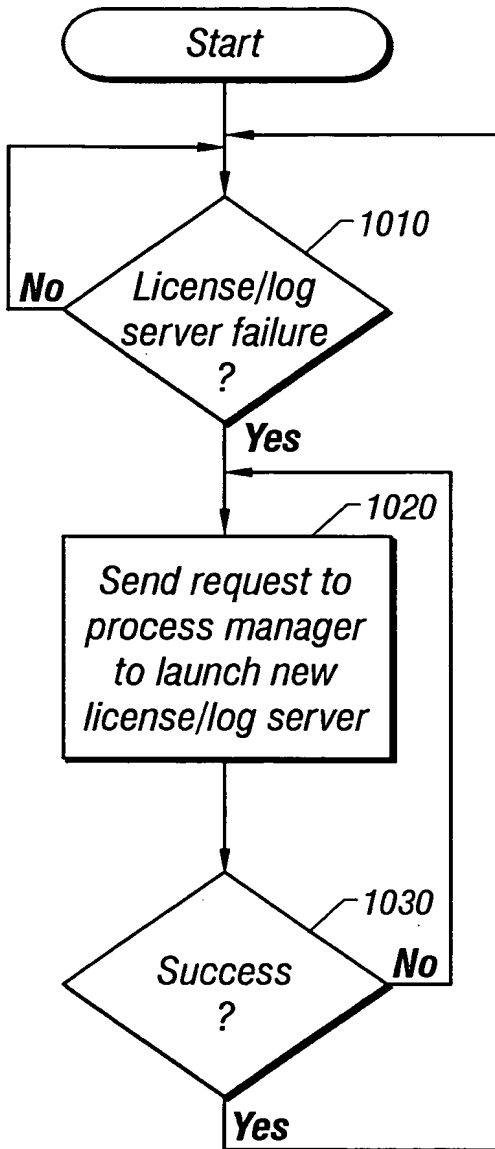 Start
1010
No
License/log
server failure
?
Yes
1020
Send request to
process manager
to launch new
license/log server
1030
Success
?
No
Yes